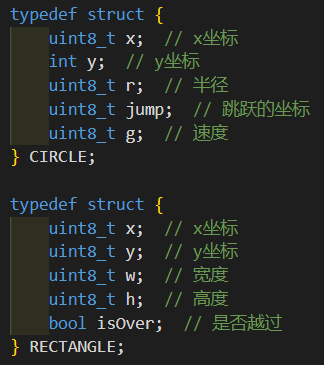 typedef struct {
    uint8_t x;  // x坐标
    int y;  // y坐标
    uint8_t r;  // 半径
    uint8_t jump;  // 跳跃的坐标
    uint8_t g;  // 速度
} CIRCLE;

typedef struct {
    uint8_t x;  // x坐标
    uint8_t y;  // y坐标
    uint8_t w;  // 宽度
    uint8_t h;  // 高度
    bool isOver;  // 是否越过
} RECTANGLE;